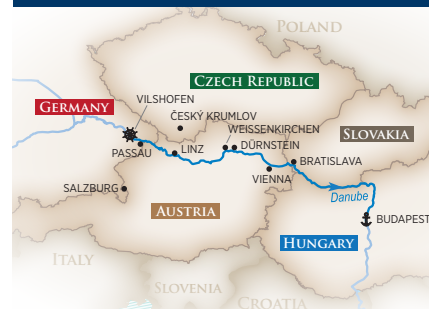 POLAND
CZECH REPUBLIC
GERMANY
VILSHOFEN
ČESKÝ KRUMLOV
WEISSENKIRCHEN
SLOVAKIA
PASSAU
LINZ
DÜRNSTEIN
BRATISLAVA
VIENNA
SALZBURG
Danube
AUSTRIA
BUDAPEST
HUNGARY
ITALY
SLOVENIA
CROATIA